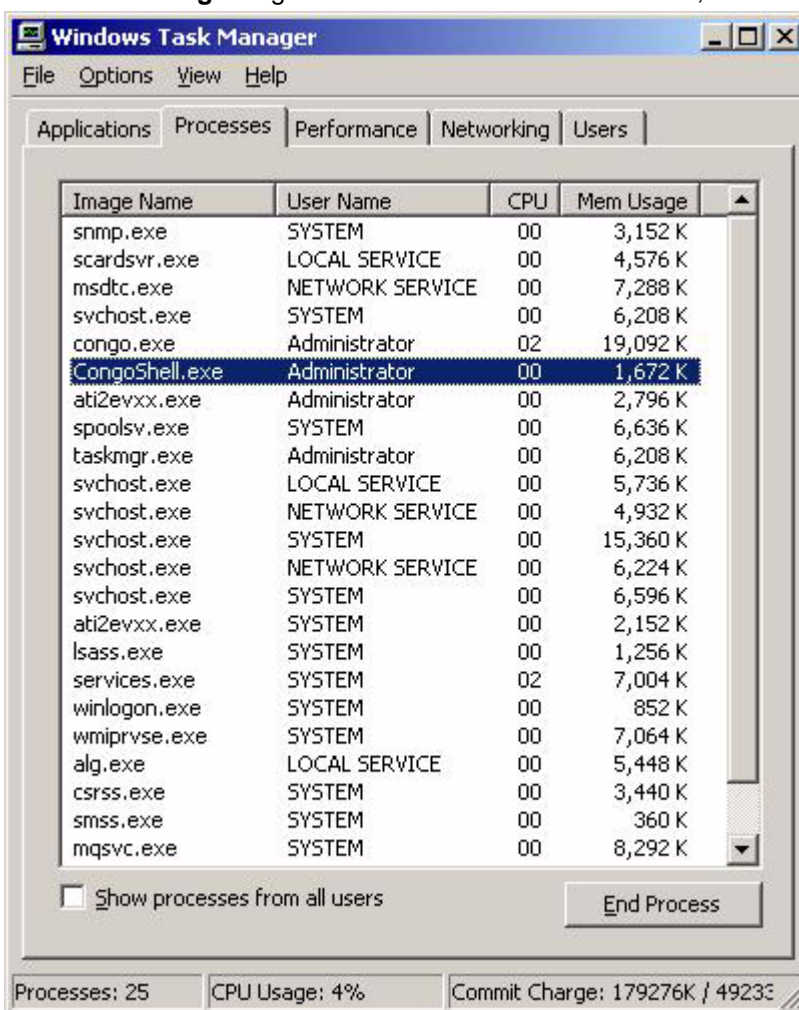 Windows Task Manager
File Options View Help
Applications Processes Performance Networking Users
Image Name User Name CPU Mem Usage
snmp.exe SYSTEM 00 3,152 K
scardsvr.exe LOCAL SERVICE 00 4,576 K
msdtc.exe NETWORK SERVICE 00 7,288 K
svchost.exe SYSTEM 00 6,208 K
congo.exe Administrator 02 19,092 K
CongoShell.exe Administrator 00 1,672 K
ati2evxx.exe Administrator 00 2,796 K
spoolsv.exe SYSTEM 00 6,636 K
taskmgr.exe Administrator 00 6,208 K
svchost.exe LOCAL SERVICE 00 5,736 K
svchost.exe NETWORK SERVICE 00 4,932 K
svchost.exe SYSTEM 00 15,360 K
svchost.exe NETWORK SERVICE 00 6,224 K
svchost.exe SYSTEM 00 6,596 K
ati2evxx.exe SYSTEM 00 2,152 K
lsass.exe SYSTEM 00 1,256 K
services.exe SYSTEM 02 7,004 K
winlogon.exe SYSTEM 00 852 K
wmiprvse.exe SYSTEM 00 7,064 K
alg.exe LOCAL SERVICE 00 5,448 K
csrss.exe SYSTEM 00 3,440 K
smss.exe SYSTEM 00 360 K
mqsvc.exe SYSTEM 00 8,292 K
Show processes from all users End Process
Processes: 25 CPU Usage: 4% Commit Charge: 179276K /